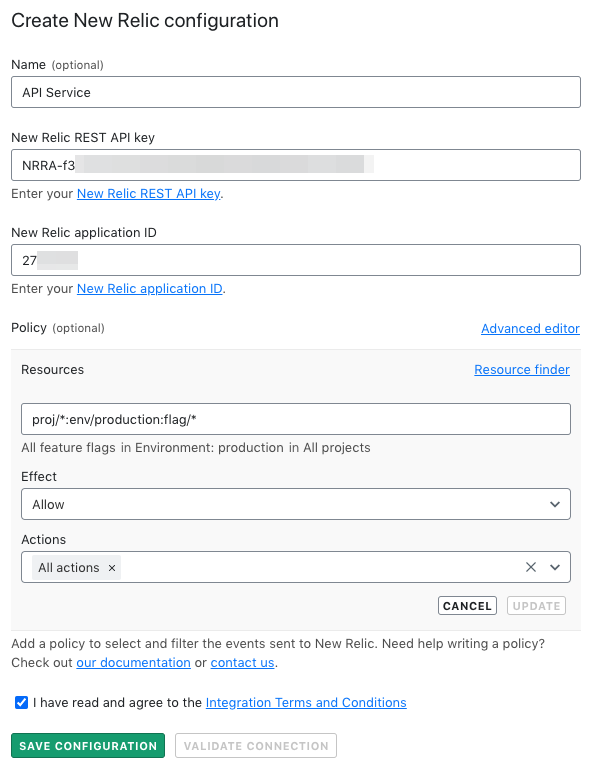 Create New Relic configuration
Name (optional)
API Service
New Relic REST API key
NRRA-f3
Enter your New Relic REST API key.
New Relic application ID
27
Enter your New Relic application ID.
Policy (optional)
Advanced editor
Resources
Resource finder
proj/*:env/production:flag/*
All feature flags in Environment: production in All projects
Effect
Allow
Actions
All actions ×
CANCEL
UPDATE
Add a policy to select and filter the events sent to New Relic. Need help writing a policy?
Check out our documentation or contact us.
I have read and agree to the Integration Terms and Conditions
SAVE CONFIGURATION
VALIDATE CONNECTION